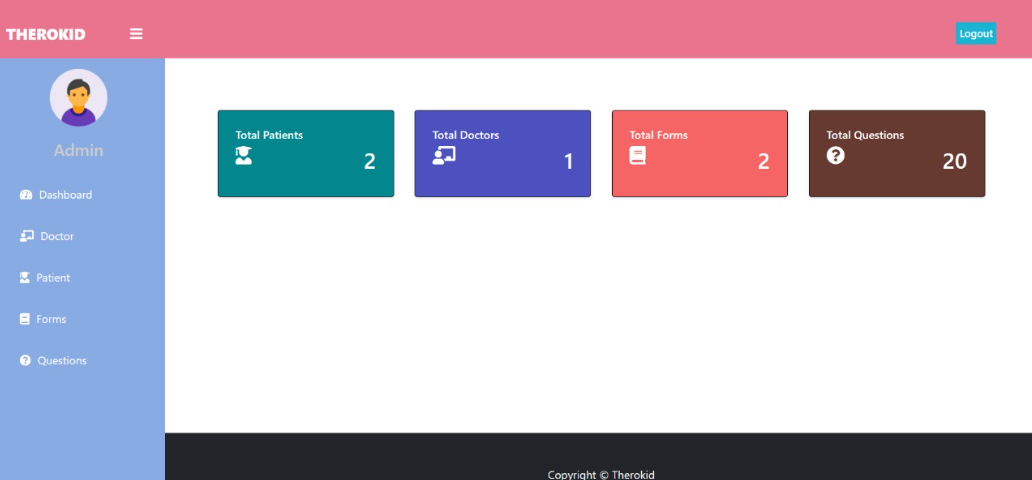 THEROKID
Logout
Admin
Dashboard
Doctor
Patient
Forms
Questions
Total Patients
2
Total Doctors
1
Total Forms
2
Total Questions
20
Copyright © Therokid